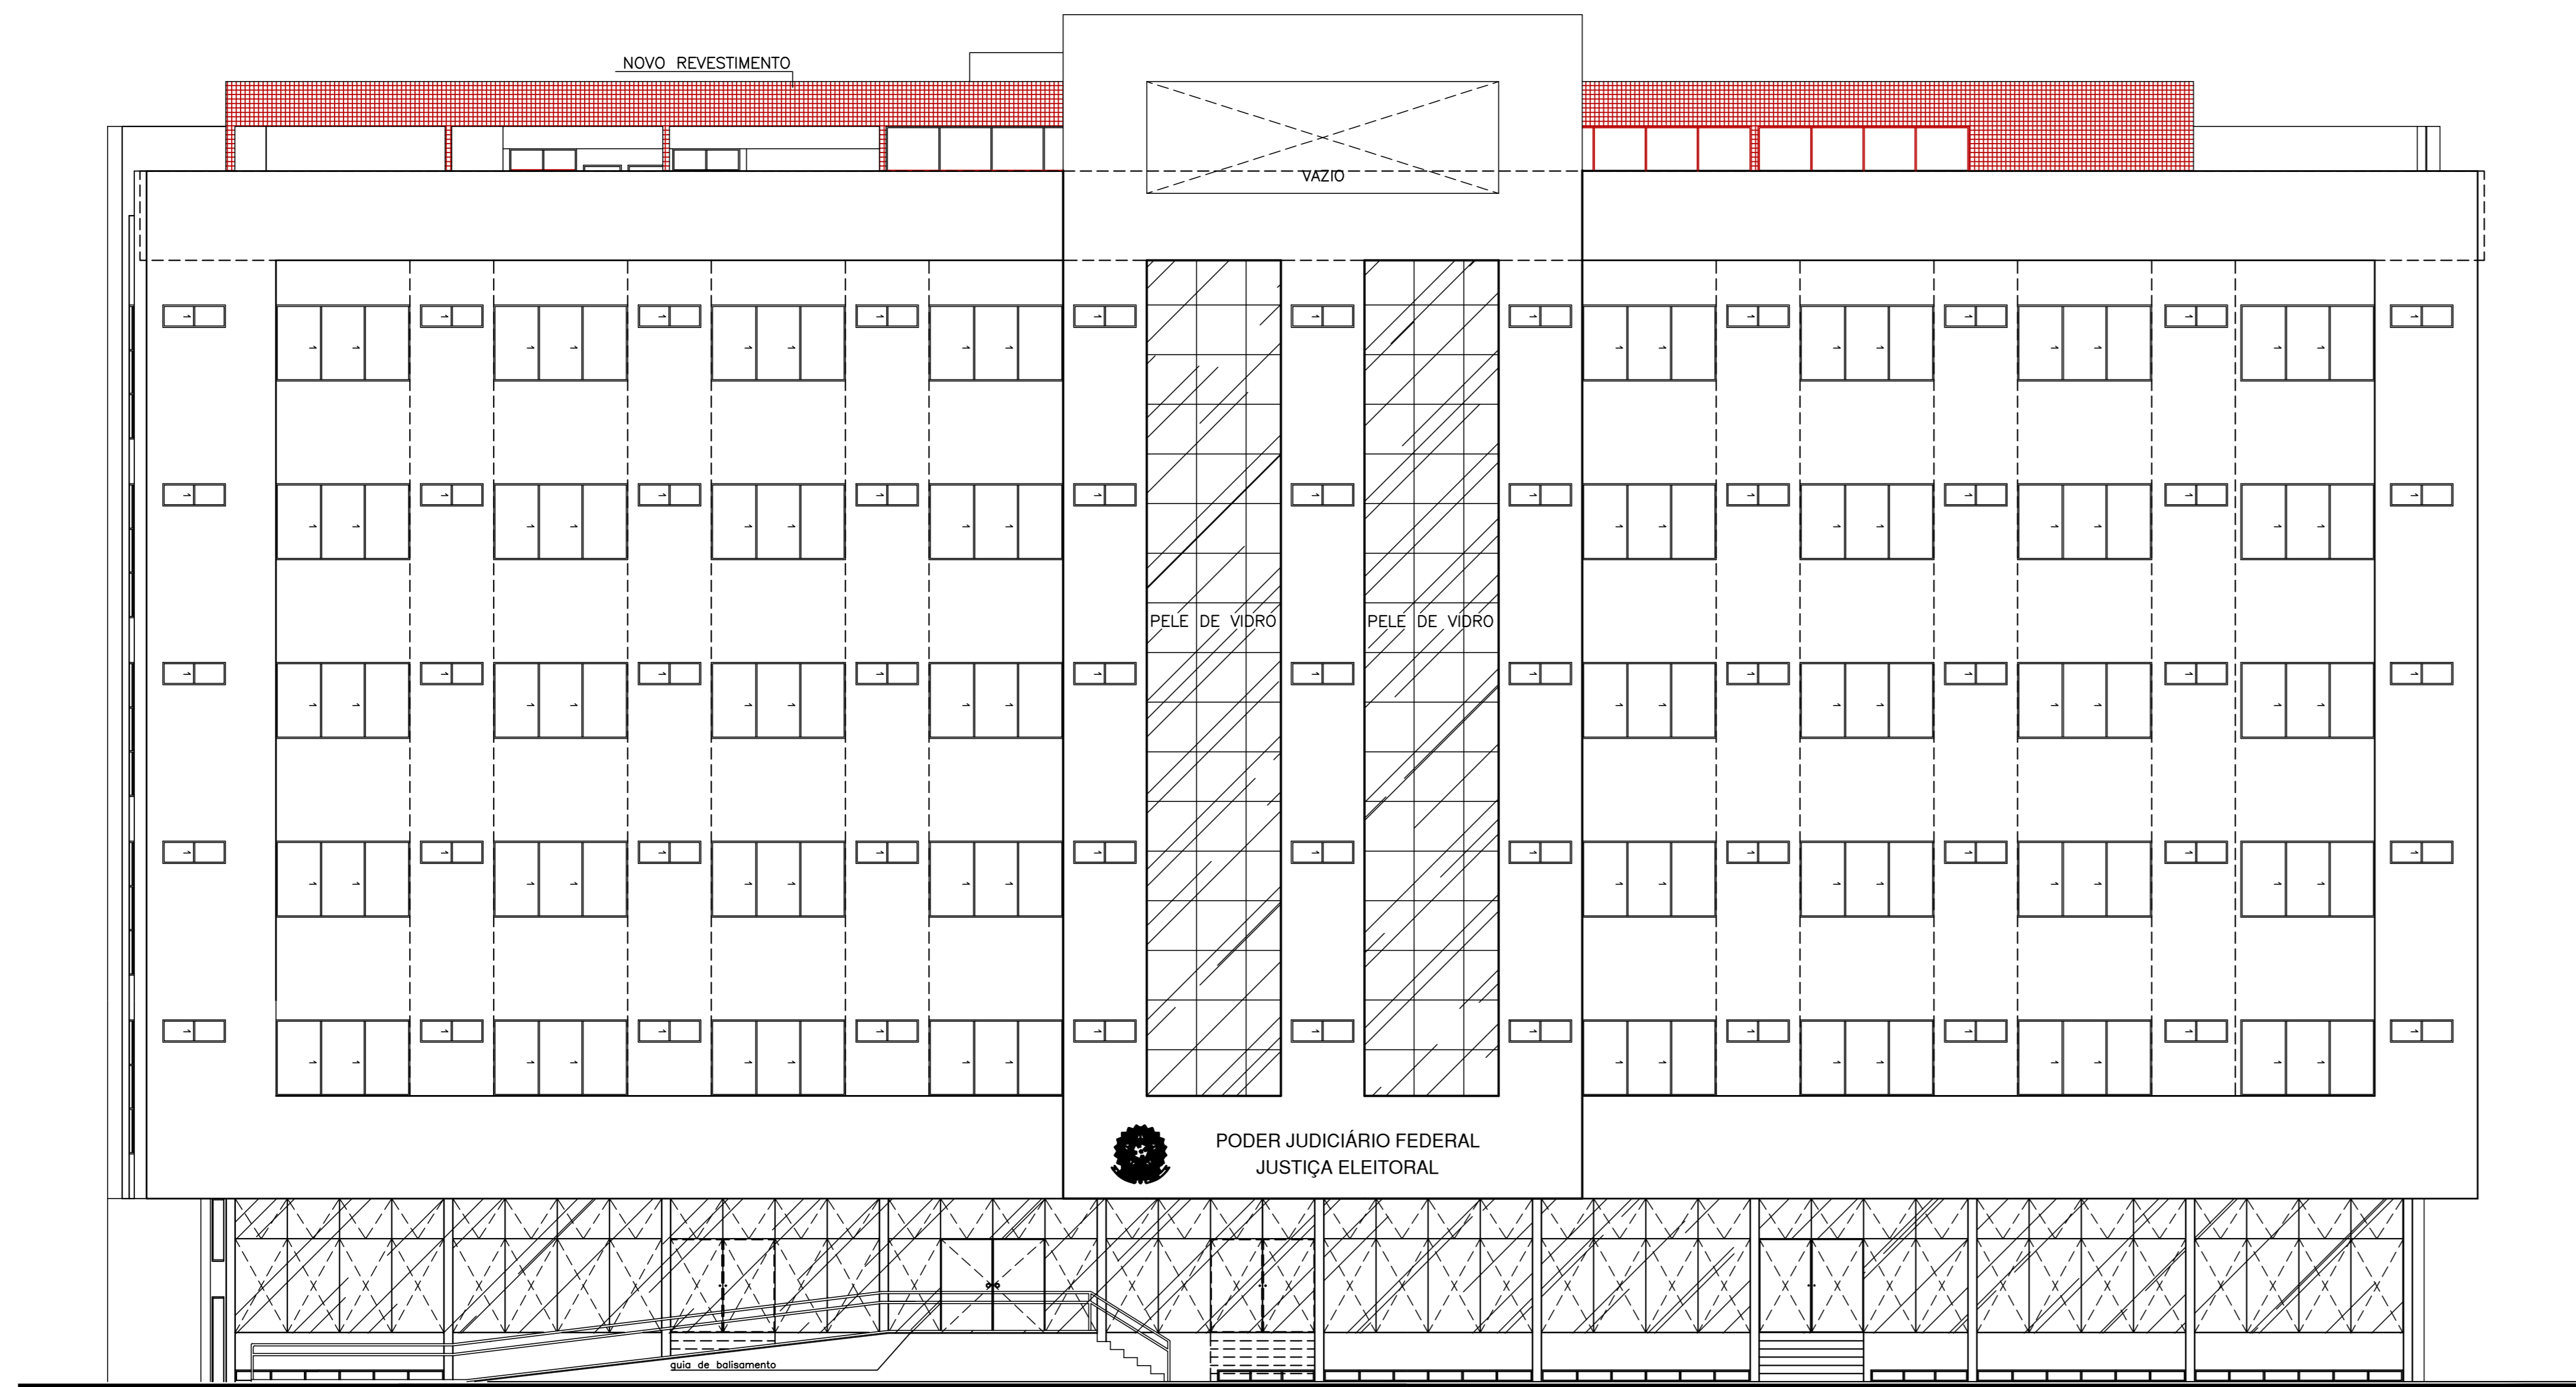 NOVO REVESTIMENTO
VAZIO
PELE DE VIDRO
PELE DE VIDRO
PODER JUDICIÁRIO FEDERAL
JUSTIÇA ELEITORAL
guia de balisamento